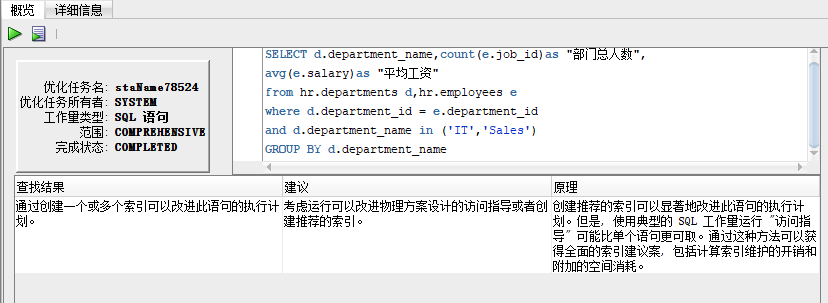 概览 详细信息
优化任务名: staName78524
优化任务所有者: SYSTEM
工作量类型: SQL 语句
范围: COMPREHENSIVE
完成状态: COMPLETED
SELECT d.department_name,count(e.job_id)as "部门总人数",
avg(e.salary)as "平均工资"
from hr.departments d,hr.employees e
where d.department_id = e.department_id
and d.department_name in ('IT','Sales')
GROUP BY d.department_name
查找结果 建议 原理
通过创建一个或多个索引可以改进此语句的执行计
划。
考虑运行可以改进物理方案设计的访问指导或者创
建推荐的索引。
创建推荐的索引可以显著地改进此语句的执行计
划。但是, 使用典型的 SQL 工作量运行 "访问指
导" 可能比单个语句更可取。通过这种方法可以获
得全面的索引建议案, 包括计算索引维护的开销和
附加的空间消耗。